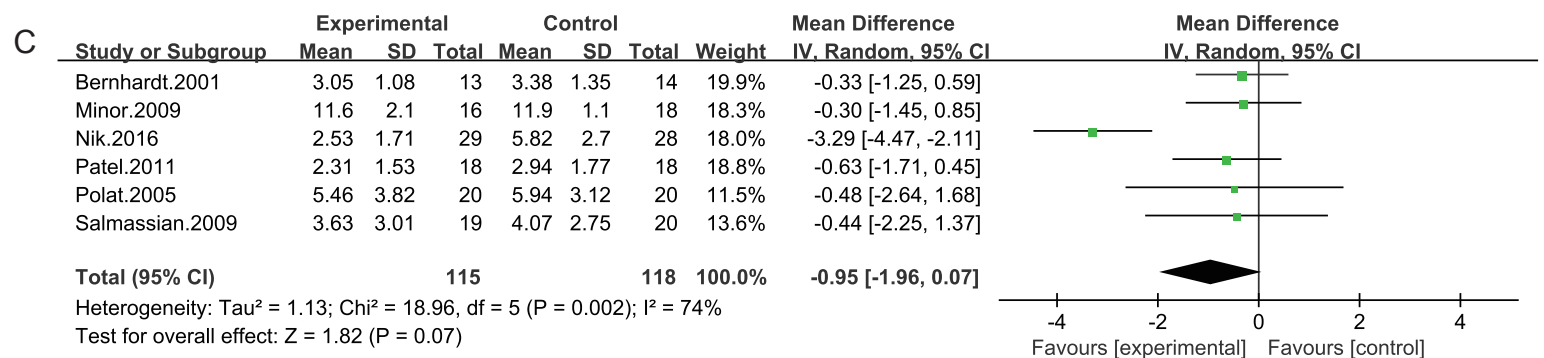 C
Experimental Control Mean Difference Mean Difference
Study or Subgroup Mean SD Total Mean SD Total Weight IV, Random, 95% CI IV, Random, 95% CI
Bernhardt.2001 3.05 1.08 13 3.38 1.35 14 19.9% -0.33 [-1.25, 0.59]
Minor.2009 11.6 2.1 16 11.9 1.1 18 18.3% -0.30 [-1.45, 0.85]
Nik.2016 2.53 1.71 29 5.82 2.7 28 18.0% -3.29 [-4.47, -2.11]
Patel.2011 2.31 1.53 18 2.94 1.77 18 18.8% -0.63 [-1.71, 0.45]
Polat.2005 5.46 3.82 20 5.94 3.12 20 11.5% -0.48 [-2.64, 1.68]
Salmassian.2009 3.63 3.01 19 4.07 2.75 20 13.6% -0.44 [-2.25, 1.37]
Total (95% CI) 115 118 100.0% -0.95 [-1.96, 0.07]
Heterogeneity: Tau² = 1.13; Chi² = 18.96, df = 5 (P = 0.002); I² = 74%
Test for overall effect: Z = 1.82 (P = 0.07)
-4 -2 0 2 4
Favours [experimental] Favours [control]